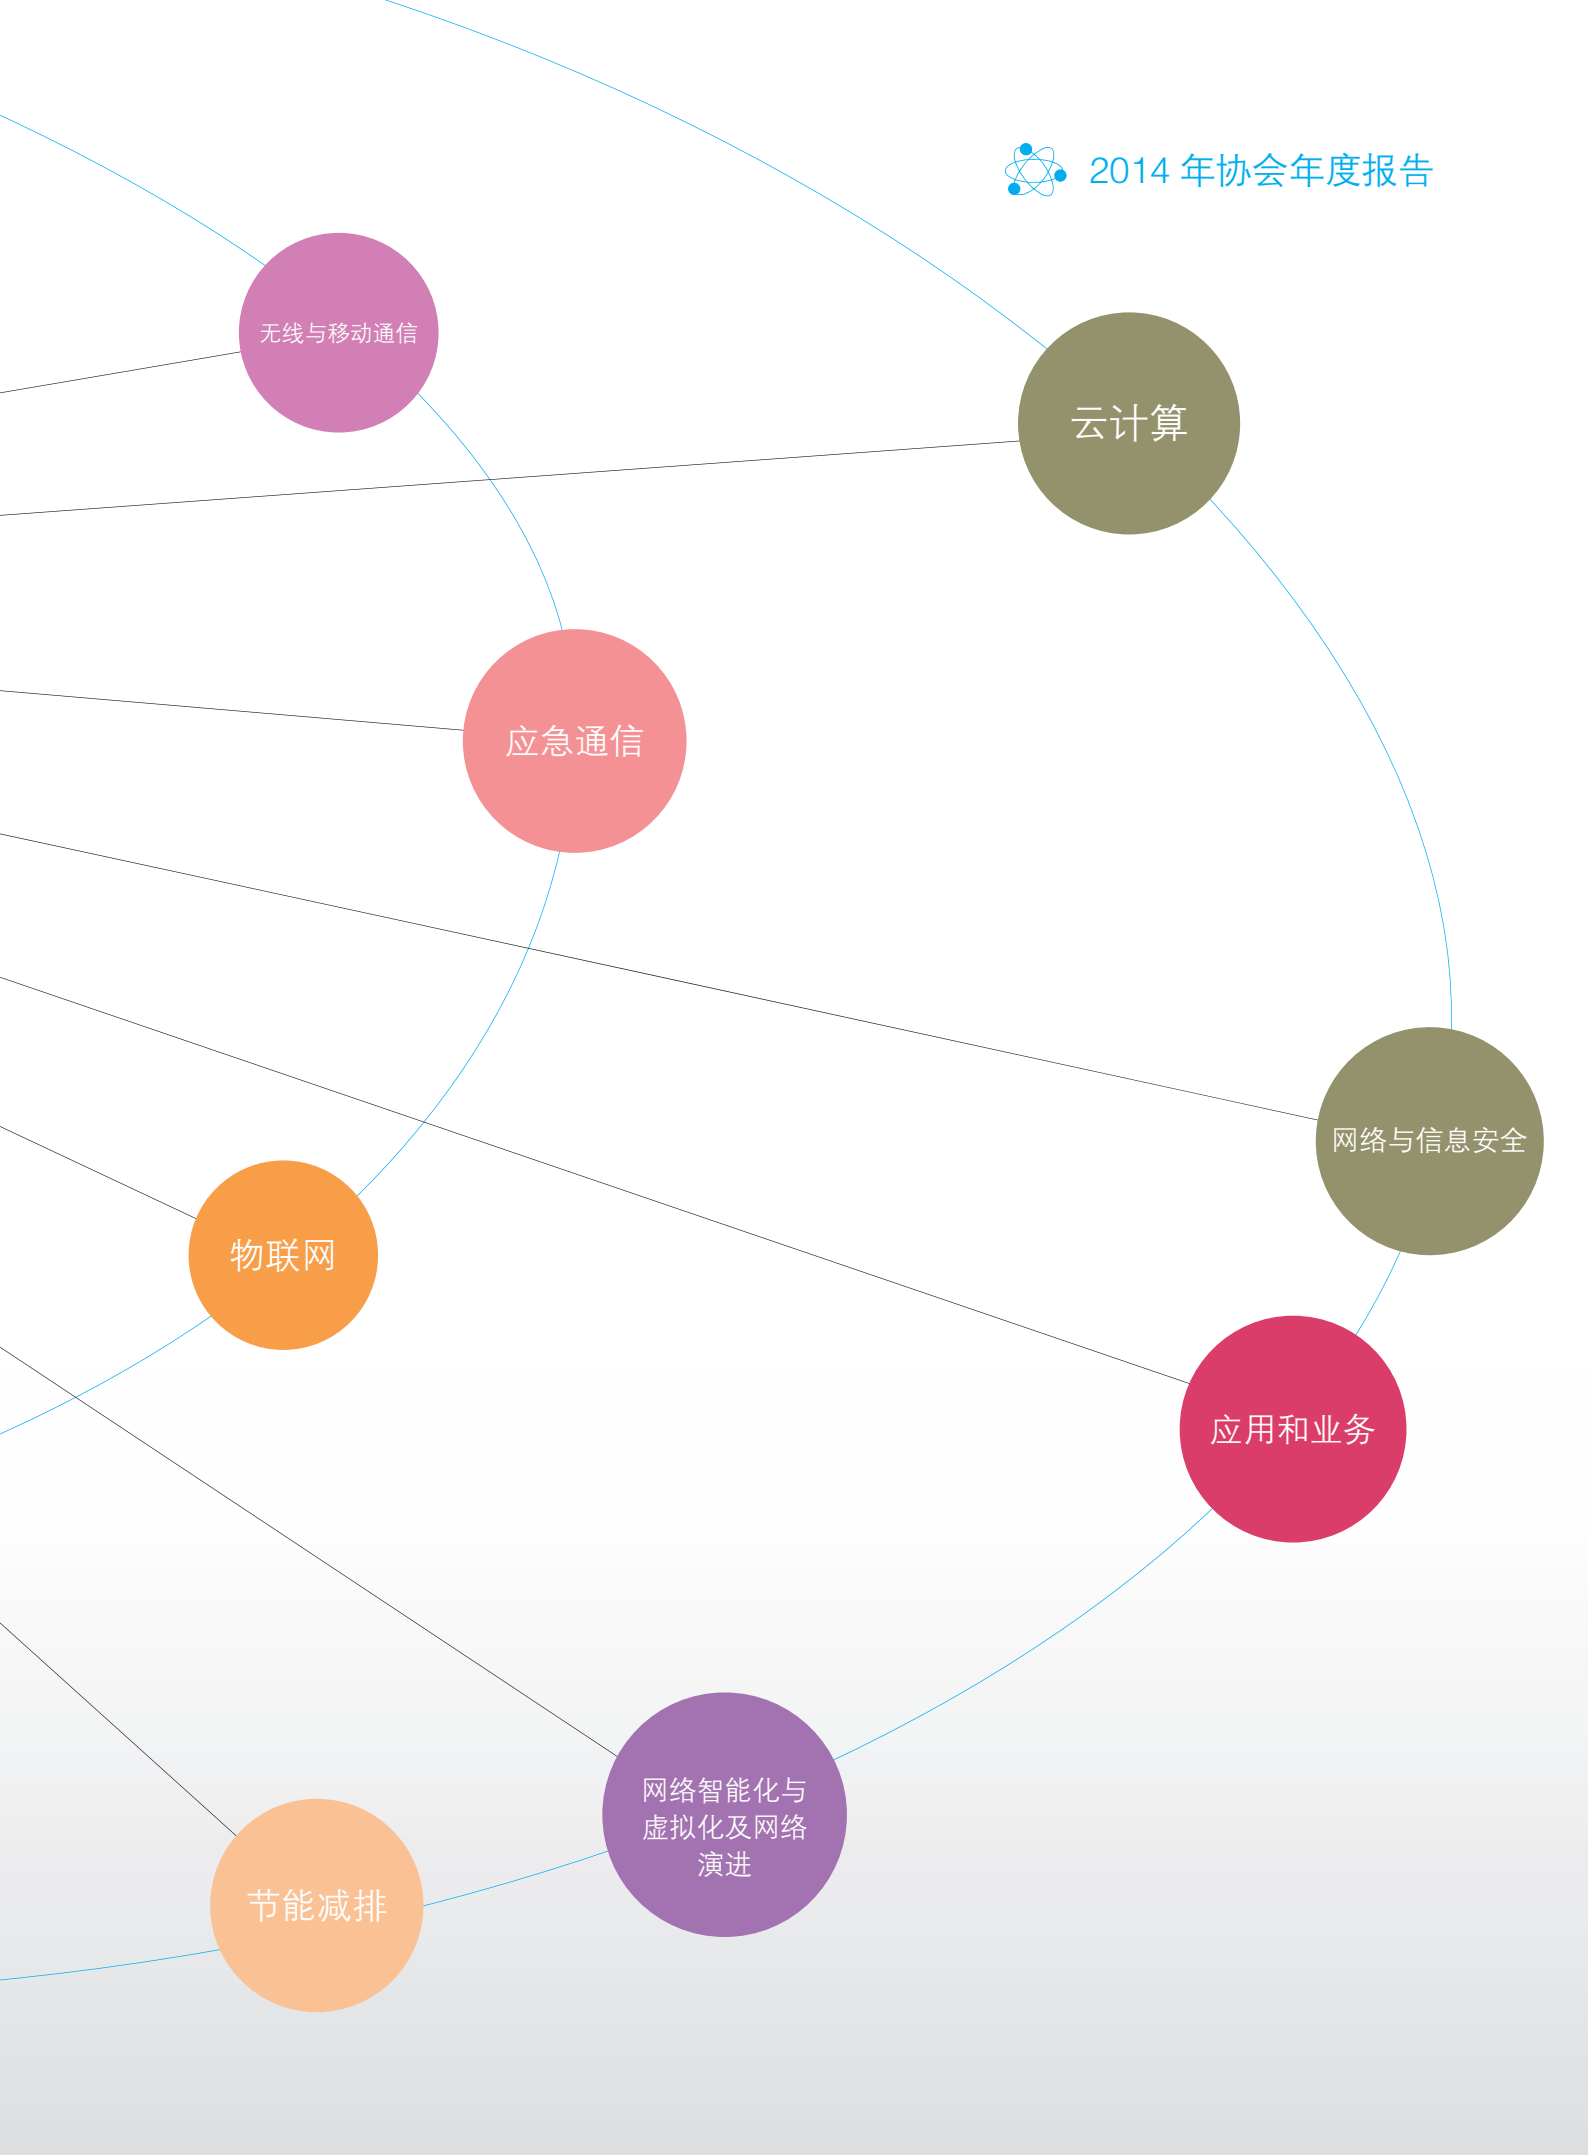 2014 年协会年度报告
无线与移动通信
云计算
应急通信
网络与信息安全
物联网
应用和业务
网络智能化与
虚拟化及网络
演进
节能减排